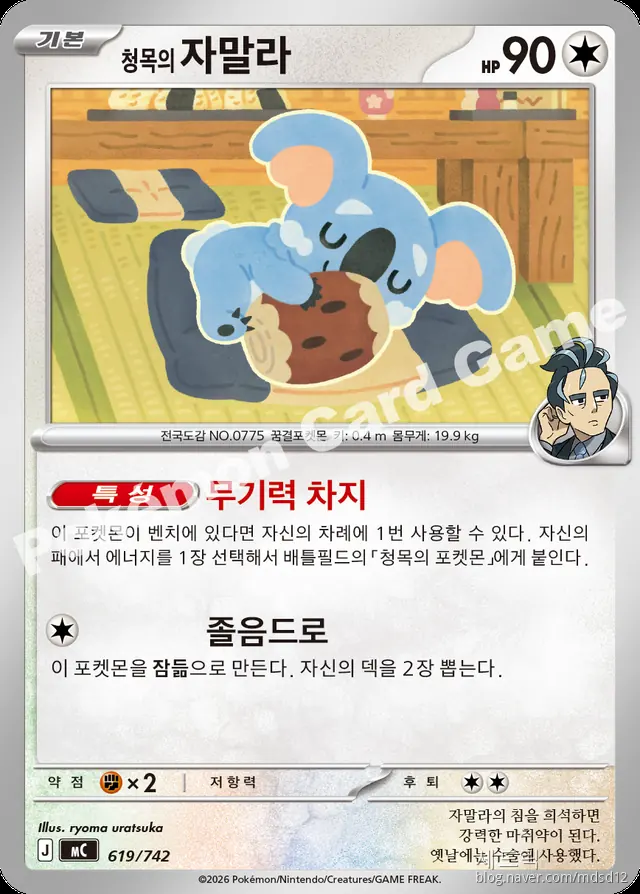 기본
청목의 자말라
HP 90
전국도감 NO.0775 꿈결포켓몬 키: 0.4 m 몸무게: 19.9 kg
특성 무기력 차지
이 포켓몬이 벤치에 있다면 자신의 차례에 1번 사용할 수 있다. 자신의
패에서 에너지를 1장 선택해서 배틀필드의 「청목의 포켓몬」에게 붙인다.
졸음드로
이 포켓몬을 잠듦으로 만든다. 자신의 덱을 2장 뽑는다.
약점 ×2 저항력 후퇴
Illus. ryoma uratsuka
J MC 619/742
자말라의 침을 희석하면
강력한 마취약이 된다.
옛날에는 수술에 사용했다.
©2026 Pokémon/Nintendo/Creatures/GAME FREAK.
Pokémon Card Game
blog.naver.com/mdsd12